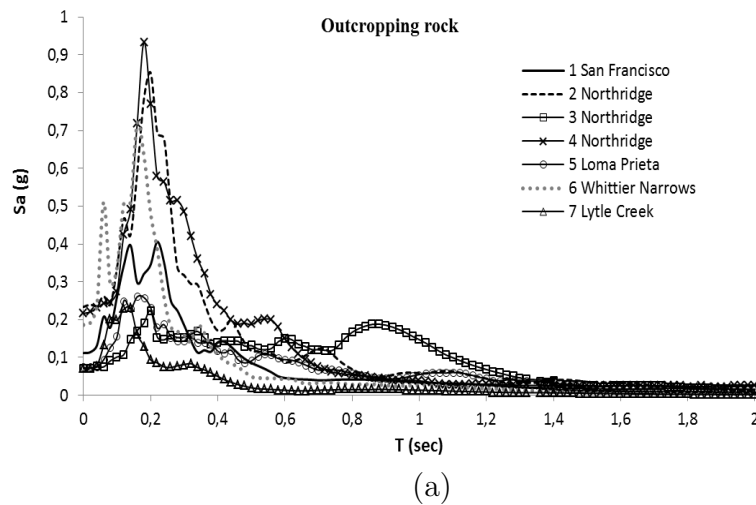 Outcropping rock
1
0,9
0,8
0,7
0,6
0,5
0,4
0,3
0,2
0,1
0
Sa (g)
1 San Francisco
2 Northridge
3 Northridge
4 Northridge
5 Loma Prieta
6 Whittier Narrows
7 Lytle Creek
0 0,2 0,4 0,6 0,8 1 1,2 1,4 1,6 1,8 2
T (sec)
(a)